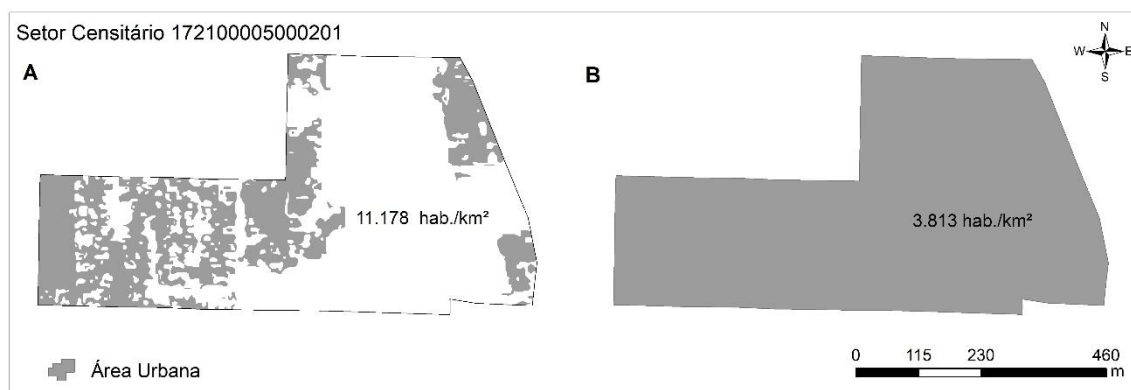 Setor Censitário 172100005000201
N
W E
S
A
B
11.178 hab./km²
3.813 hab./km²
Área Urbana
0 115 230 460
m